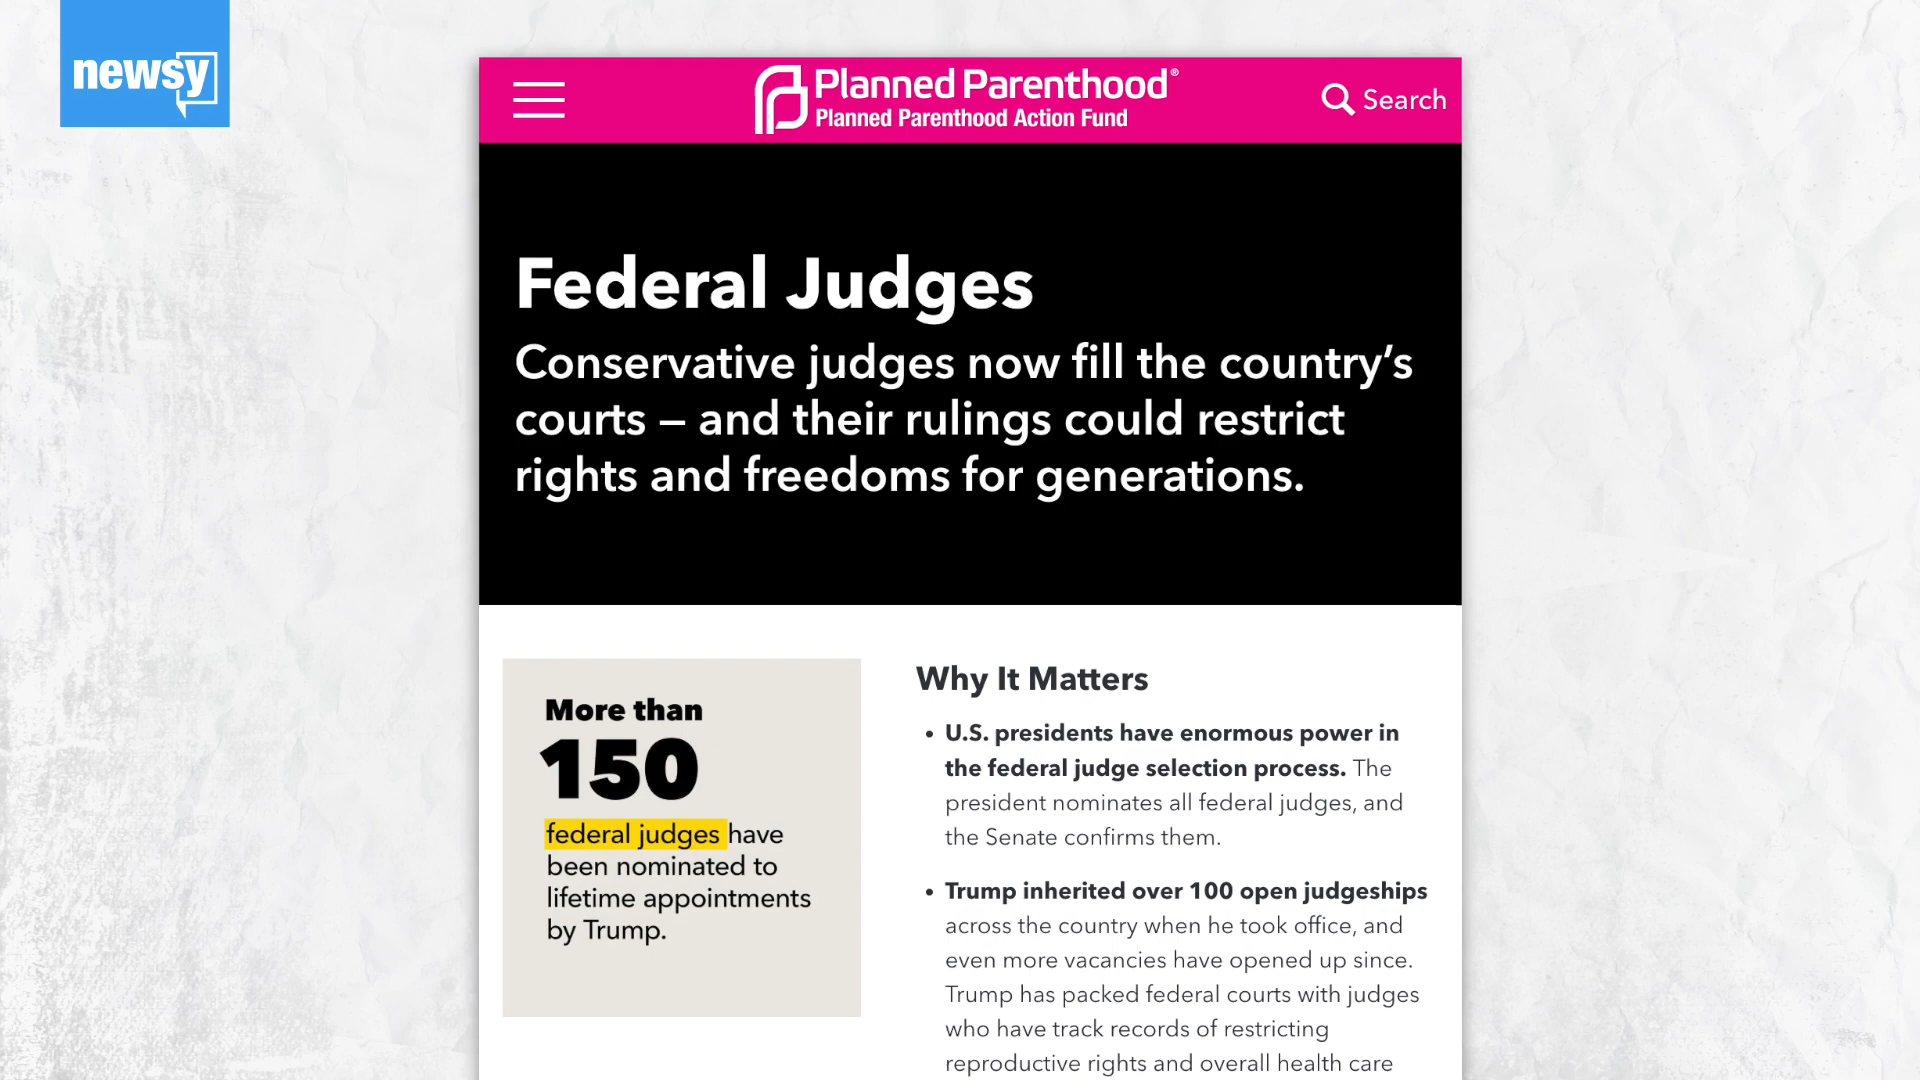 newsy
Planned Parenthood®
Planned Parenthood Action Fund
Search
Federal Judges
Conservative judges now fill the country’s
courts — and their rulings could restrict
rights and freedoms for generations.
More than
150
federal judges have
been nominated to
lifetime appointments
by Trump.
Why It Matters
• U.S. presidents have enormous power in
the federal judge selection process. The
president nominates all federal judges, and
the Senate confirms them.
• Trump inherited over 100 open judgeships
across the country when he took office, and
even more vacancies have opened up since.
Trump has packed federal courts with judges
who have track records of restricting
reproductive rights and overall health care